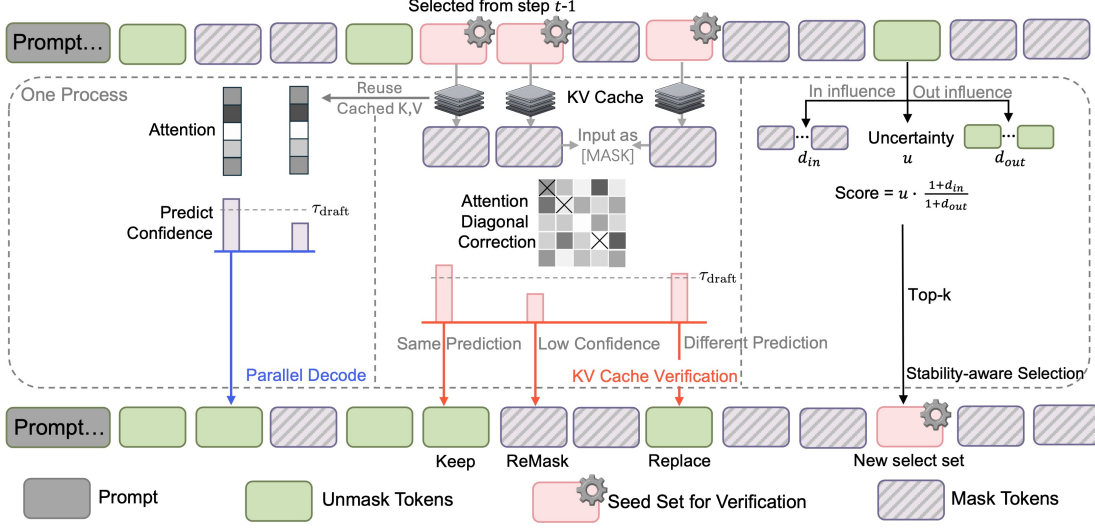 Selected from step t-1
Prompt...
One Process
Reuse
Cached K,V
KV Cache
In influence
Out influence
Attention
Input as
[MASK]
...
...
d_in
Uncertainty
u
d_out
Score = u · (1+d_in)/(1+d_out)
Predict
Confidence
τ_draft
Attention
Diagonal
Correction
τ_draft
Top-k
Same Prediction
Low Confidence
Different Prediction
Parallel Decode
KV Cache Verification
Stability-aware Selection
Prompt...
Keep
ReMask
Replace
New select set
Prompt
Unmask Tokens
Seed Set for Verification
Mask Tokens